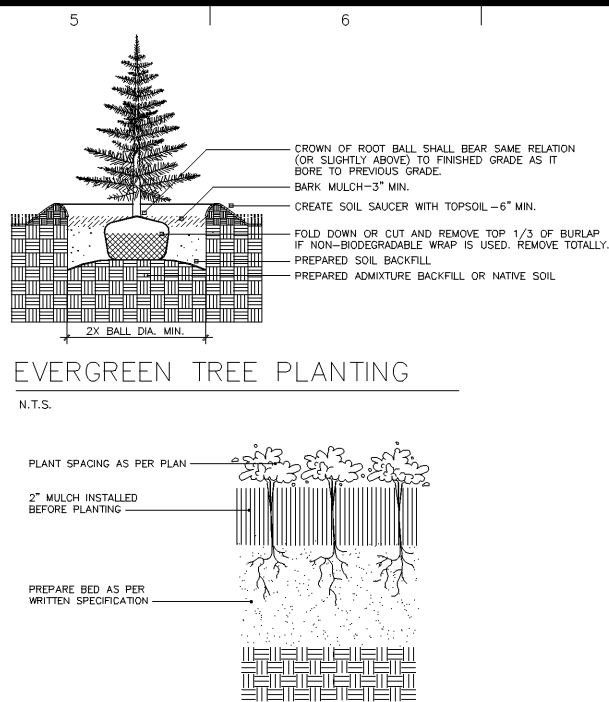 5
6
CROWN OF ROOT BALL SHALL BEAR SAME RELATION
(OR SLIGHTLY ABOVE) TO FINISHED GRADE AS IT
BORE TO PREVIOUS GRADE.
BARK MULCH-3" MIN.
CREATE SOIL SAUCER WITH TOPSOIL-6" MIN.
FOLD DOWN OR CUT AND REMOVE TOP 1/3 OF BURLAP
IF NON-BIODEGRADABLE WRAP IS USED. REMOVE TOTALLY.
PREPARED SOIL BACKFILL
PREPARED ADMIXTURE BACKFILL OR NATIVE SOIL
2X BALL DIA. MIN.
EVERGREEN TREE PLANTING
N.T.S.
PLANT SPACING AS PER PLAN
2" MULCH INSTALLED
BEFORE PLANTING
PREPARE BED AS PER
WRITTEN SPECIFICATION